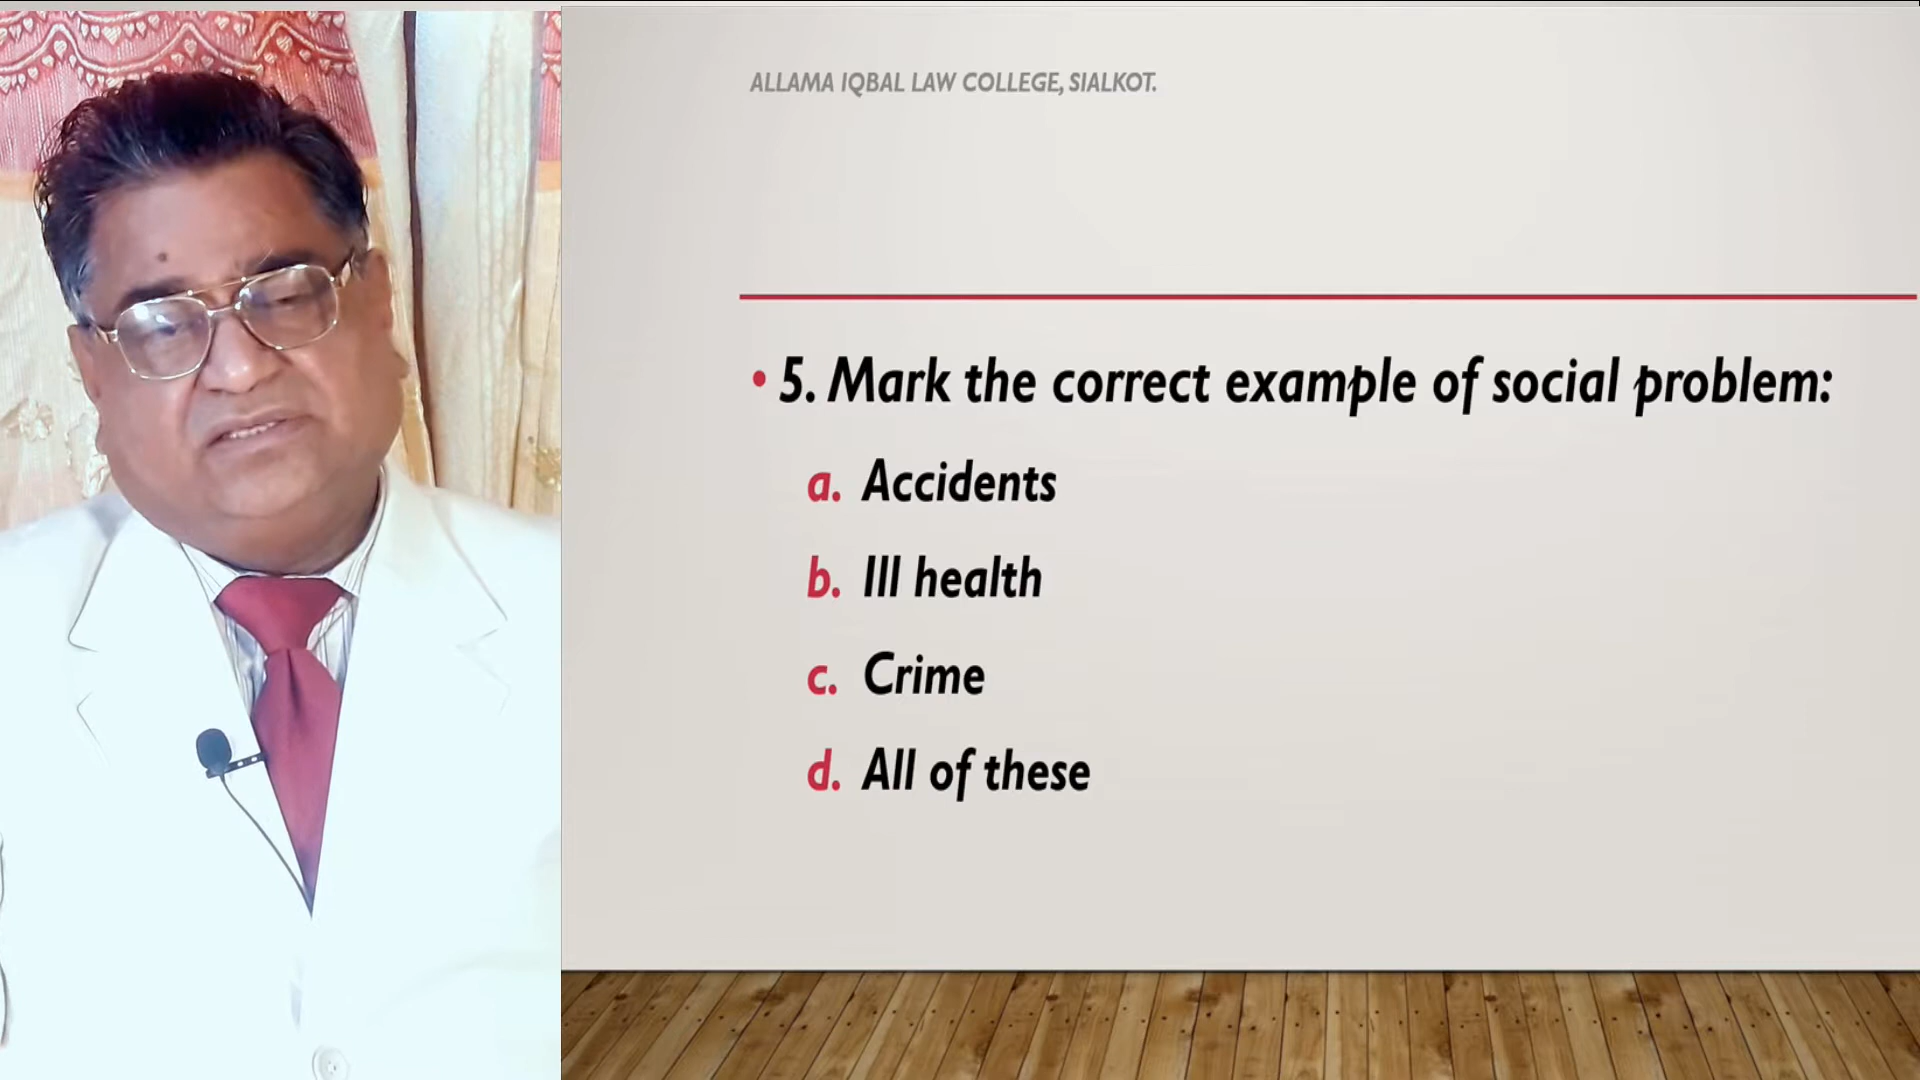 ALLAMA IQBAL LAW COLLEGE, SIALKOT.
• 5. Mark the correct example of social problem:
a. Accidents
b. Ill health
c. Crime
d. All of these